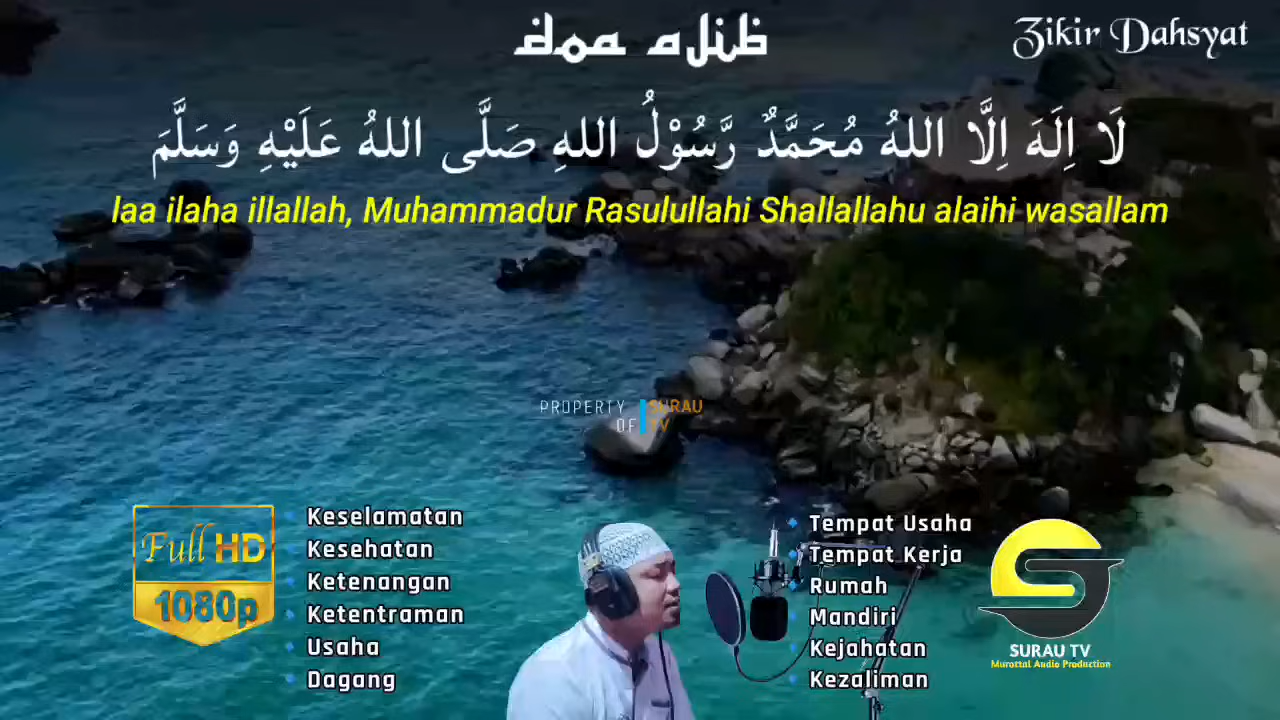 doa ajib
Zikir Dahsyat
لَا اِلَهَ اِلَّا اللهُ مُحَمَّدٌ رَّسُوْلُ اللهِ صَلَّى اللهُ عَلَيْهِ وَسَلَّمَ
laa ilaha illallah, Muhammadur Rasulullahi Shallallahu alaihi wasallam
PROPERTY OF
SURAU TV
Full HD
1080p
Keselamatan
Kesehatan
Ketenangan
Ketentraman
Usaha
Dagang
Tempat Usaha
Tempat Kerja
Rumah
Mandiri
Kejahatan
Kezaliman
SURAU TV
Murottal Audio Production